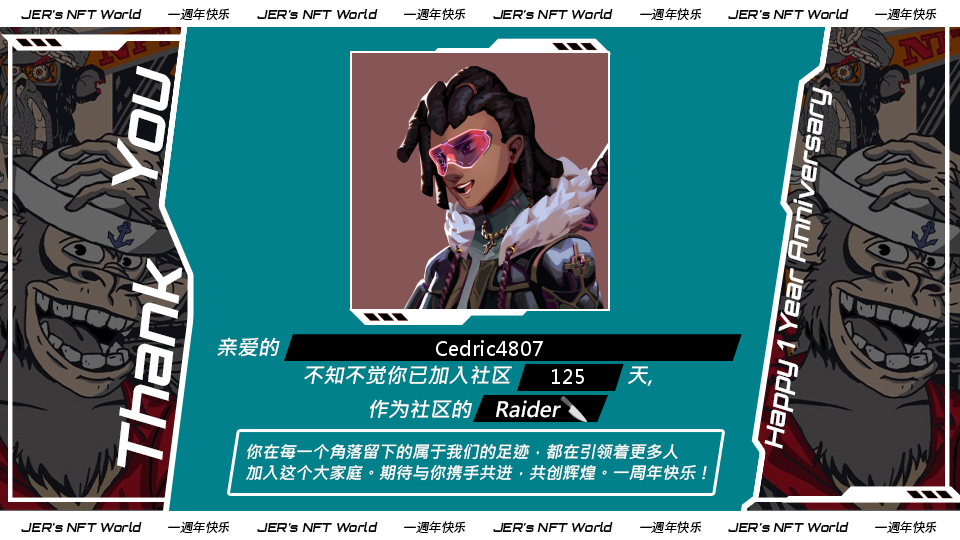 JER's NFT World 一週年快乐 JER's NFT World 一週年快乐 JER's NFT World 一週年快乐 JER's NFT World 一週年快乐
Thank You
亲爱的 Cedric4807
不知不觉你已加入社区 125 天,
作为社区的 Raider
你在每一个角落留下的属于我们的足迹，都在引领着更多人
加入这个大家庭。期待与你携手共进，共创辉煌。一周年快乐！
Happy 1 Year Anniversary
JER's NFT World 一週年快乐 JER's NFT World 一週年快乐 JER's NFT World 一週年快乐 JER's NFT World 一週年快乐